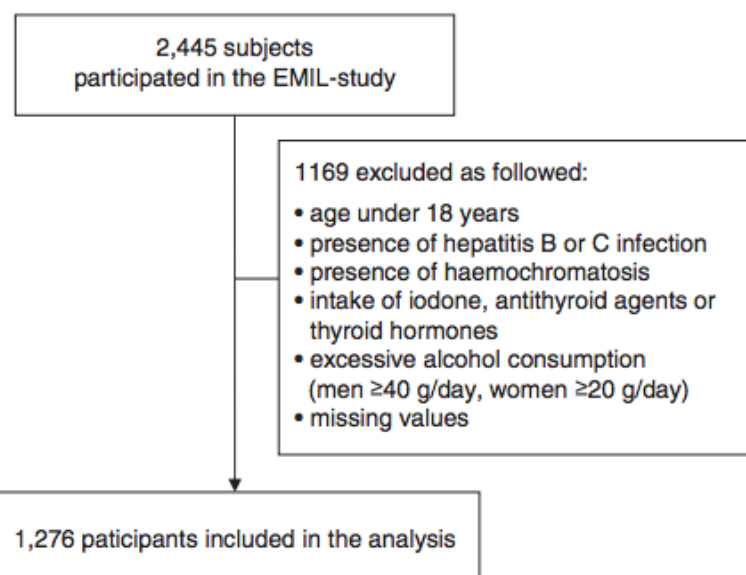 2,445 subjects
participated in the EMIL-study
1169 excluded as followed:
• age under 18 years
• presence of hepatitis B or C infection
• presence of haemochromatosis
• intake of iodone, antithyroid agents or
thyroid hormones
• excessive alcohol consumption
(men ≥40 g/day, women ≥20 g/day)
• missing values
1,276 paticipants included in the analysis